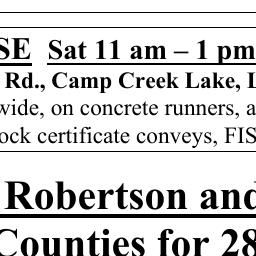 SE Sat 11 am – 1 pm
Rd., Camp Creek Lake, L
wide, on concrete runners, a
ock certificate conveys, FIS
Robertson and
Counties for 28